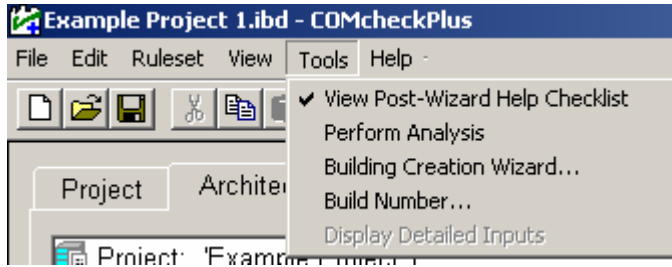 Example Project 1.ibd - COMcheckPlus
File Edit Ruleset View Tools Help
View Post-Wizard Help Checklist
Perform Analysis
Building Creation Wizard...
Build Number...
Display Detailed Inputs
Project
Project: 'Example